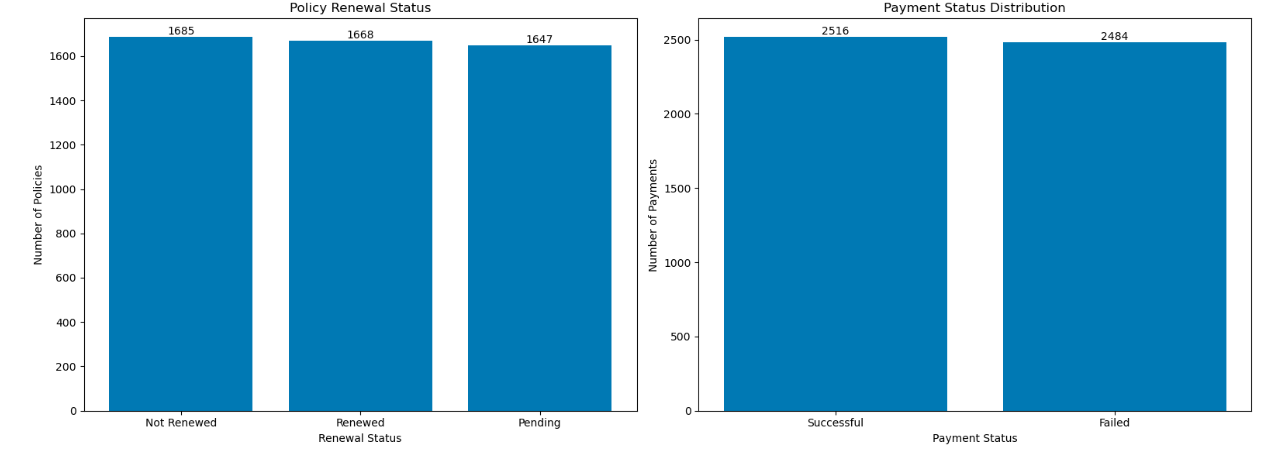 Policy Renewal Status
1685
1668
1647
1600
1400
1200
1000
800
600
400
200
0
Number of Policies
Not Renewed
Renewed
Pending
Renewal Status
Payment Status Distribution
2516
2484
2500
2000
1500
1000
500
0
Number of Payments
Successful
Failed
Payment Status